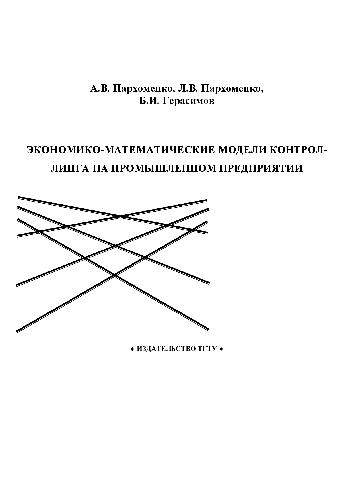 А.В. Пархоменко, Л.В. Пархоменко,
Б.И. Герасимов
ЭКОНОМИКО-МАТЕМАТИЧЕСКИЕ МОДЕЛИ КОНТРОЛ-
ЛИНГА НА ПРОМЫШЛЕННОМ ПРЕДПРИЯТИИ
♦ ИЗДАТЕЛЬСТВО ТГТУ ♦